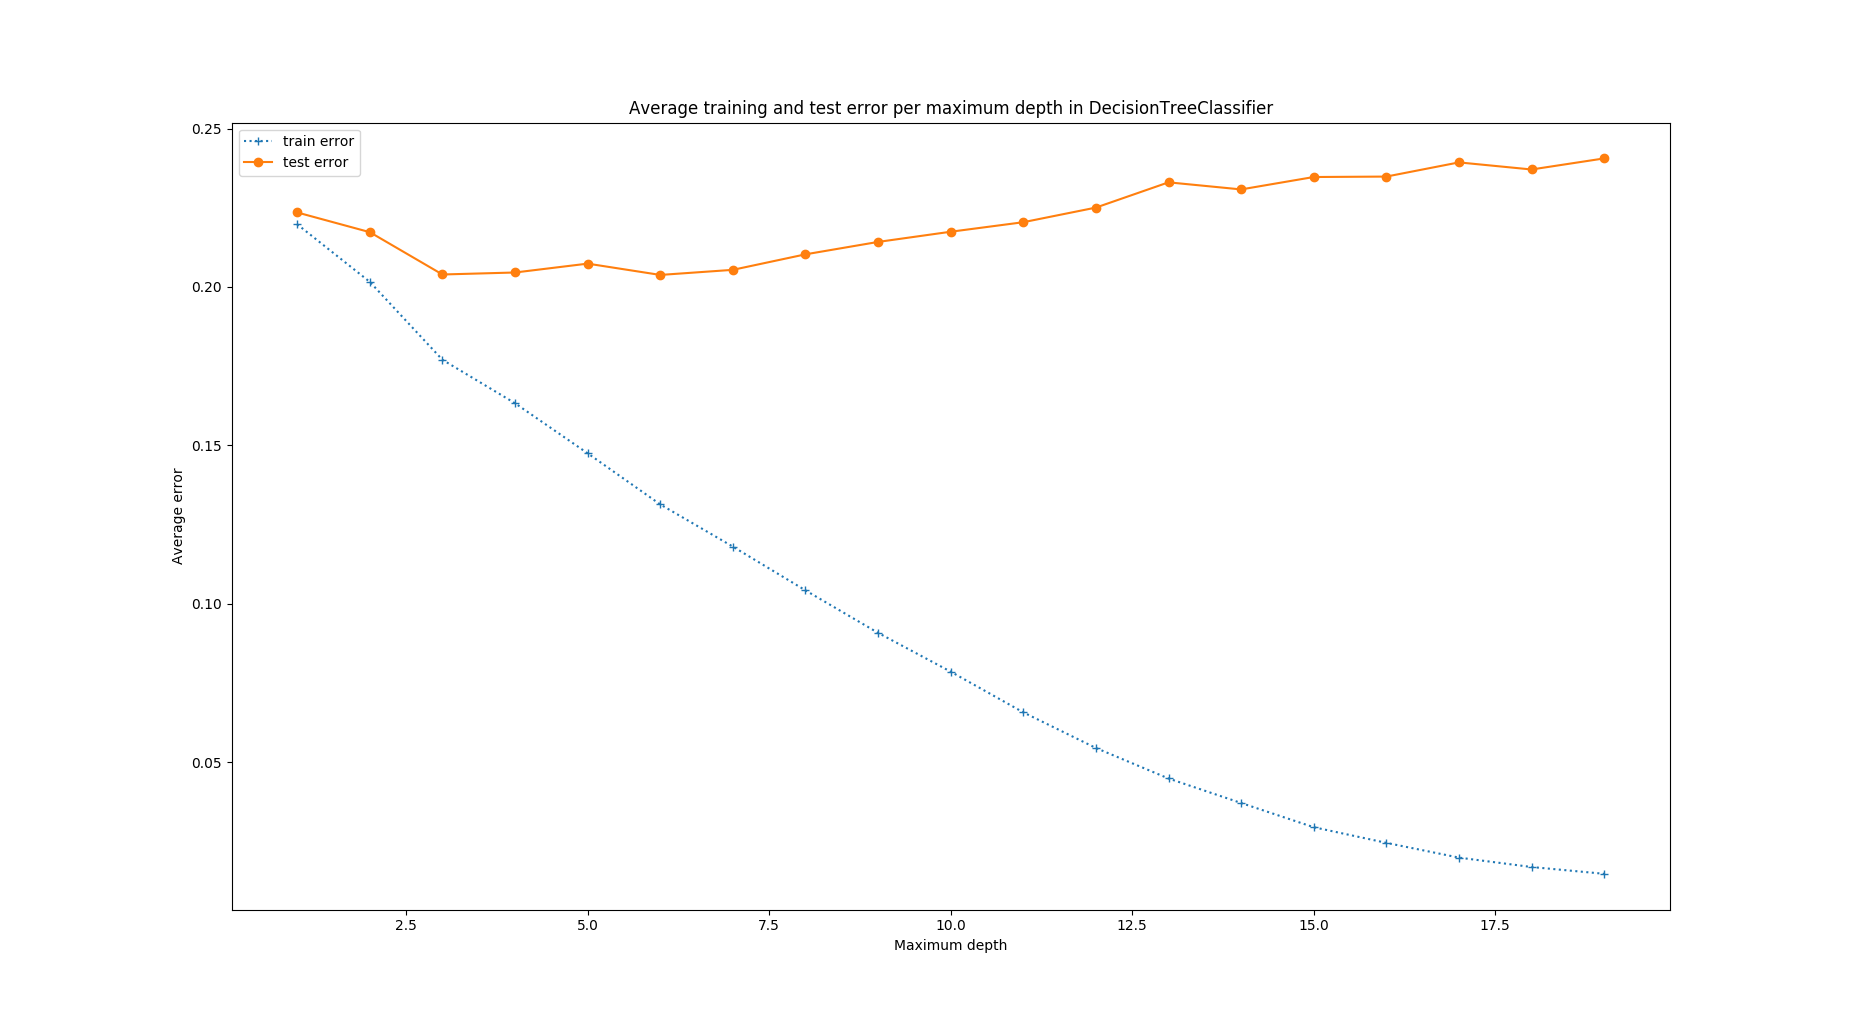 Average training and test error per maximum depth in DecisionTreeClassifier
train error
test error
0.25
0.20
0.15
0.10
0.05
Average error
2.5 5.0 7.5 10.0 12.5 15.0 17.5
Maximum depth